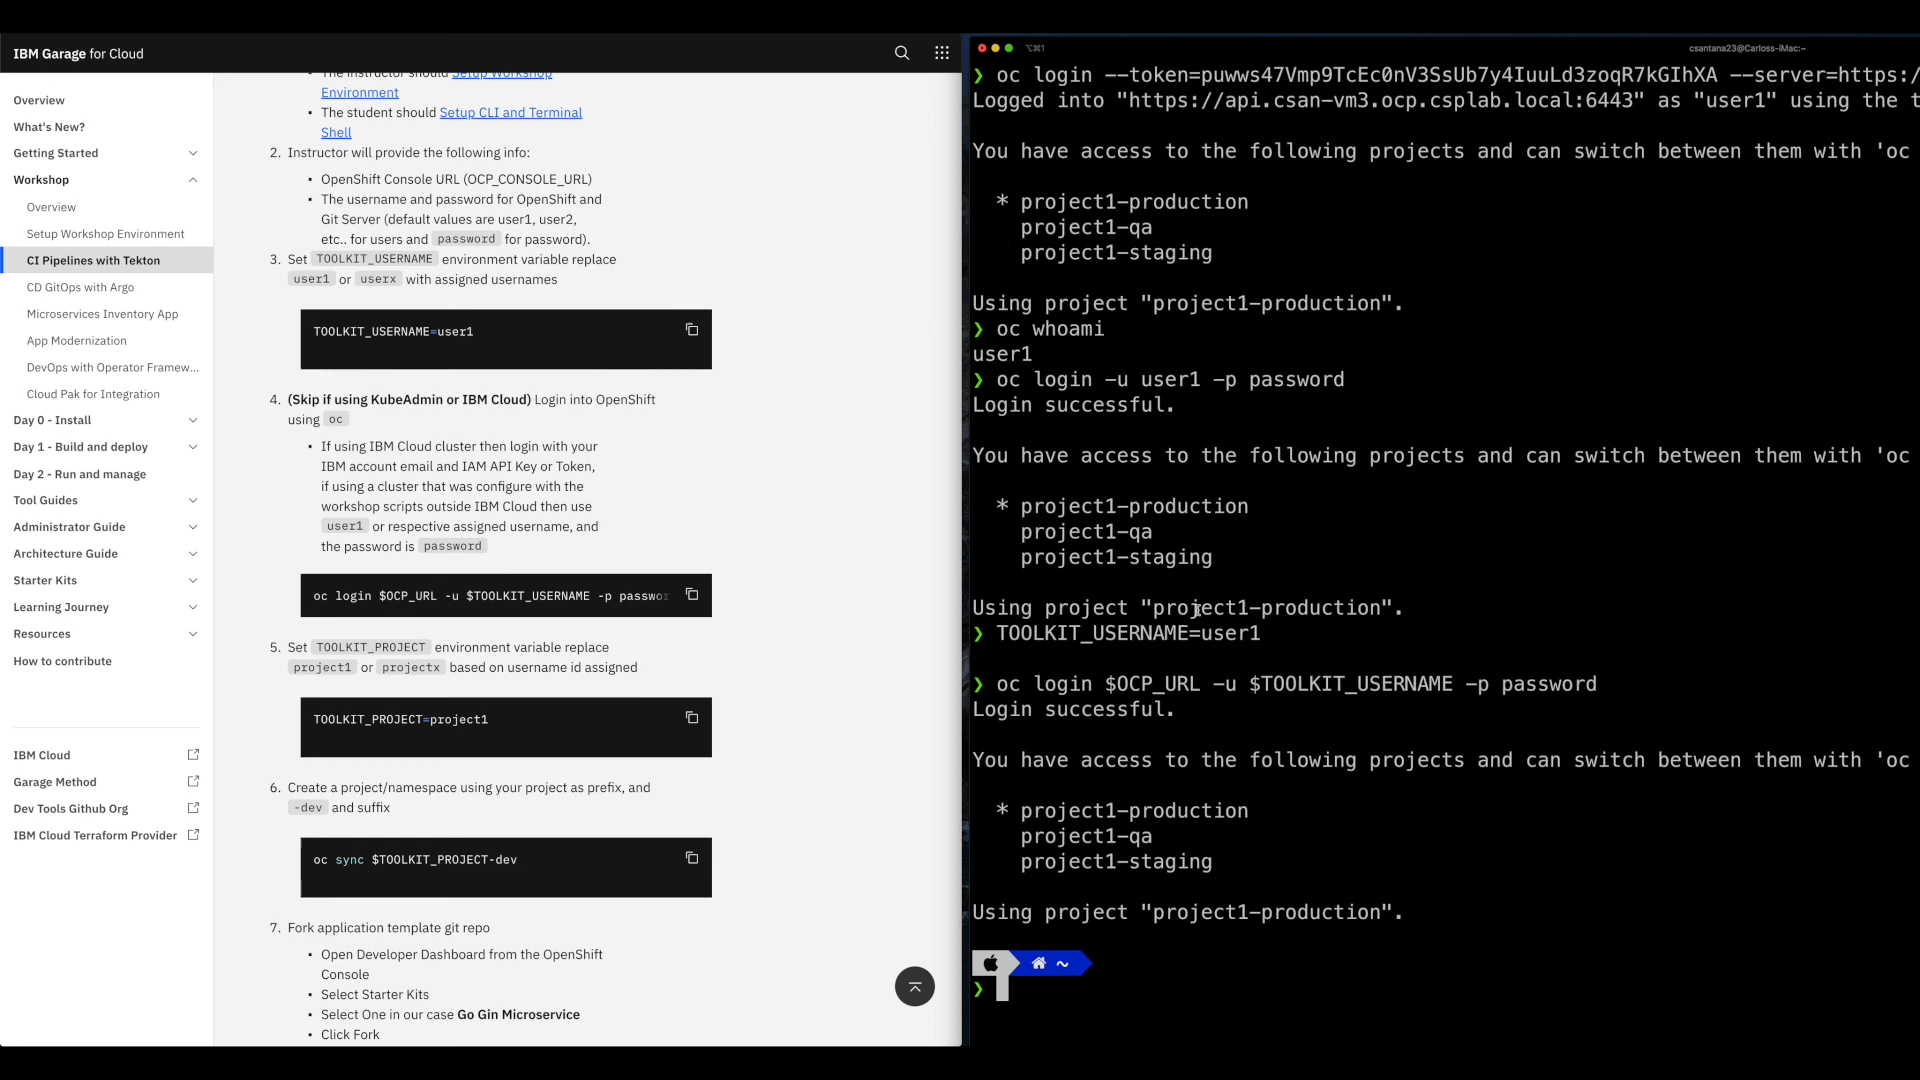 IBM Garage for Cloud
Overview
What's New?
Getting Started
Workshop
Overview
Setup Workshop Environment
CI Pipelines with Tekton
CD GitOps with Argo
Microservices Inventory App
App Modernization
DevOps with Operator Framew...
Cloud Pak for Integration
Day 0 - Install
Day 1 - Build and deploy
Day 2 - Run and manage
Tool Guides
Administrator Guide
Architecture Guide
Starter Kits
Learning Journey
Resources
How to contribute
IBM Cloud
Garage Method
Dev Tools Github Org
IBM Cloud Terraform Provider
The instructor should Setup Workshop
Environment
• The student should Setup CLI and Terminal
Shell
2. Instructor will provide the following info:
• OpenShift Console URL (OCP_CONSOLE_URL)
• The username and password for OpenShift and
Git Server (default values are user1, user2,
etc.. for users and password for password).
3. Set TOOLKIT_USERNAME environment variable replace
user1 or userx with assigned usernames
TOOLKIT_USERNAME=user1
4. (Skip if using KubeAdmin or IBM Cloud) Login into OpenShift
using oc
• If using IBM Cloud cluster then login with your
IBM account email and IAM API Key or Token,
if using a cluster that was configure with the
workshop scripts outside IBM Cloud then use
user1 or respective assigned username, and
the password is password
oc login $OCP_URL -u $TOOLKIT_USERNAME -p passwor
5. Set TOOLKIT_PROJECT environment variable replace
project1 or projectx based on username id assigned
TOOLKIT_PROJECT=project1
6. Create a project/namespace using your project as prefix, and
-dev and suffix
oc sync $TOOLKIT_PROJECT-dev
7. Fork application template git repo
• Open Developer Dashboard from the OpenShift
Console
• Select Starter Kits
• Select One in our case Go Gin Microservice
• Click Fork
⌥⌘1
csantana23@Carloss-iMac:~
❯ oc login --token=puwws47Vmp9TcEc0nV3SsUb7y4IuuLd3zoqR7kGIhXA --server=https:/
Logged into "https://api.csan-vm3.ocp.csplab.local:6443" as "user1" using the t
You have access to the following projects and can switch between them with 'oc
* project1-production
project1-qa
project1-staging
Using project "project1-production".
❯ oc whoami
user1
❯ oc login -u user1 -p password
Login successful.
You have access to the following projects and can switch between them with 'oc
* project1-production
project1-qa
project1-staging
Using project "project1-production".
❯ TOOLKIT_USERNAME=user1
❯ oc login $OCP_URL -u $TOOLKIT_USERNAME -p password
Login successful.
You have access to the following projects and can switch between them with 'oc
* project1-production
project1-qa
project1-staging
Using project "project1-production".
~
❯